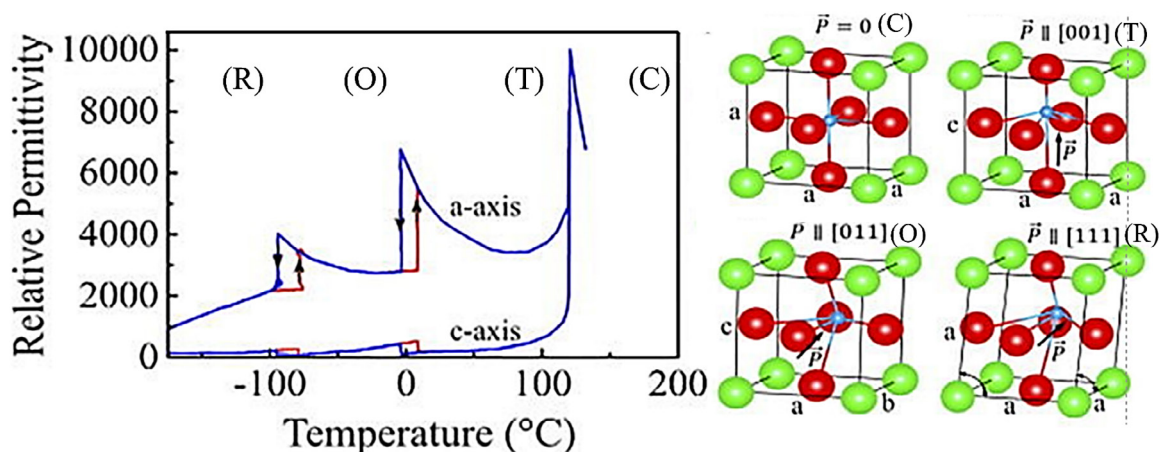 Relative Permittivity
10000
8000
6000
4000
2000
0
(R) (O) (T) (C)
a-axis
c-axis
-100 0 100 200
Temperature (°C)
P⃗ = 0 (C)
a
a
a
P⃗ ∥ [001] (T)
c
P⃗
a
a
P ∥ [011] (O)
c
P⃗
a
b
P⃗ ∥ [111] (R)
a
P⃗
a
a